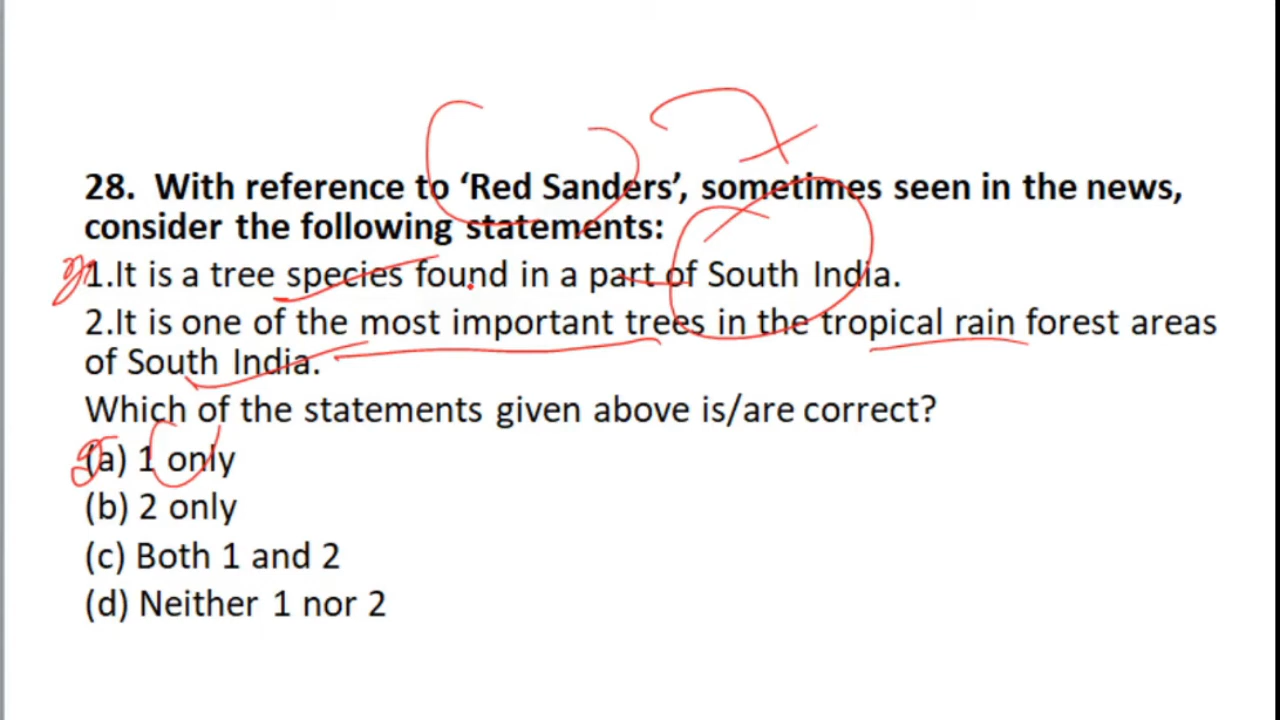 28. With reference to ‘Red Sanders’, sometimes seen in the news,
consider the following statements:
1.It is a tree species found in a part of South India.
2.It is one of the most important trees in the tropical rain forest areas
of South India.
Which of the statements given above is/are correct?
(a) 1 only
(b) 2 only
(c) Both 1 and 2
(d) Neither 1 nor 2